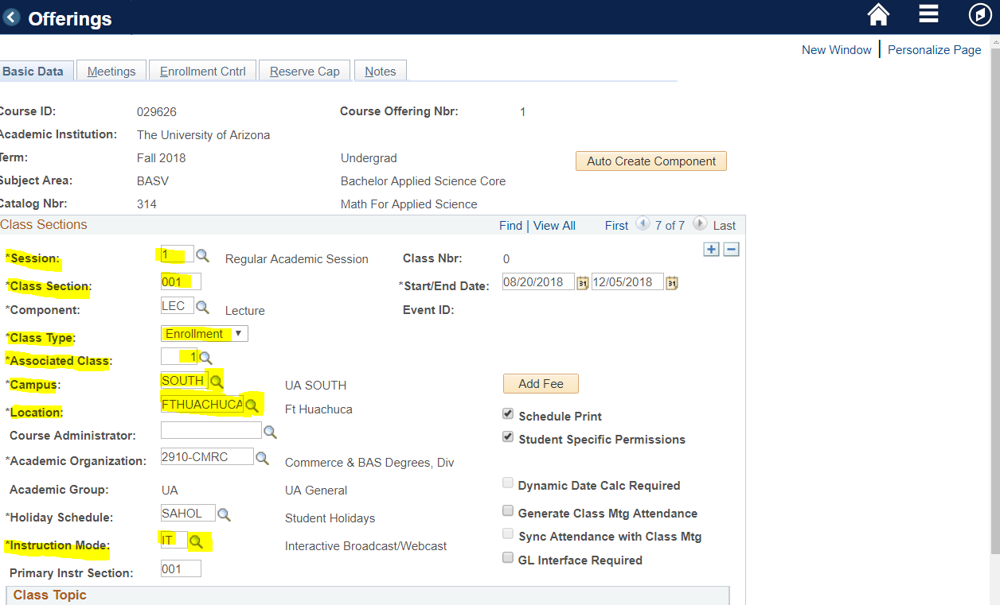 Offerings
New Window | Personalize Page
Basic Data Meetings Enrollment Cntrl Reserve Cap Notes
Course ID: 029626 Course Offering Nbr: 1
Academic Institution: The University of Arizona
Term: Fall 2018 Undergrad Auto Create Component
Subject Area: BASV Bachelor Applied Science Core
Catalog Nbr: 314 Math For Applied Science
Class Sections Find | View All First 7 of 7 Last
*Session: 1 Regular Academic Session Class Nbr: 0
*Class Section: 001 *Start/End Date: 08/20/2018 31 12/05/2018 31
*Component: LEC Lecture Event ID:
*Class Type: Enrollment
*Associated Class: 1
*Campus: SOUTH UA SOUTH Add Fee
*Location: FTHUACHUCA Ft Huachuca
Schedule Print
Course Administrator:
Student Specific Permissions
*Academic Organization: 2910-CMRC Commerce & BAS Degrees, Div
Academic Group: UA UA General Dynamic Date Calc Required
*Holiday Schedule: SAHOL Student Holidays Generate Class Mtg Attendance
Sync Attendance with Class Mtg
*Instruction Mode: IT Interactive Broadcast/Webcast
GL Interface Required
Primary Instr Section: 001
Class Topic